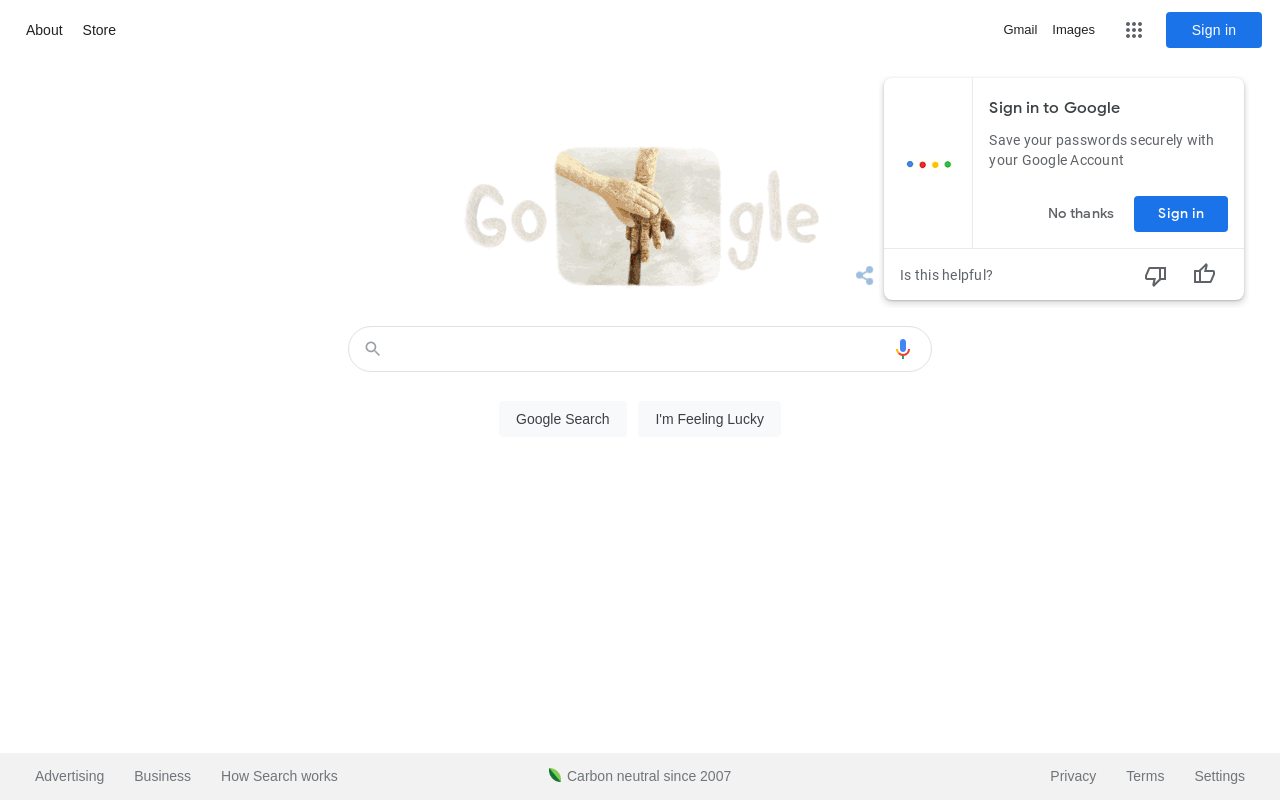 About Store
Gmail Images
Sign in
Sign in to Google
Save your passwords securely with
your Google Account
No thanks
Sign in
Is this helpful?
Go gle
Google Search
I'm Feeling Lucky
Advertising Business How Search works
Carbon neutral since 2007
Privacy Terms Settings